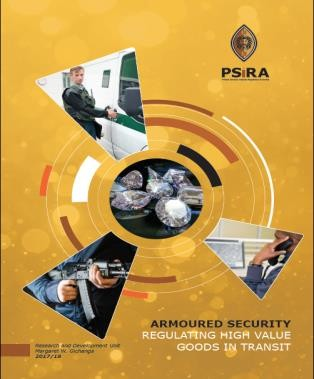 PSiRA
ARMOURED SECURITY
REGULATING HIGH VALUE
GOODS IN TRANSIT
Research and Development Unit
Margaret W. Gichanga
2017/18